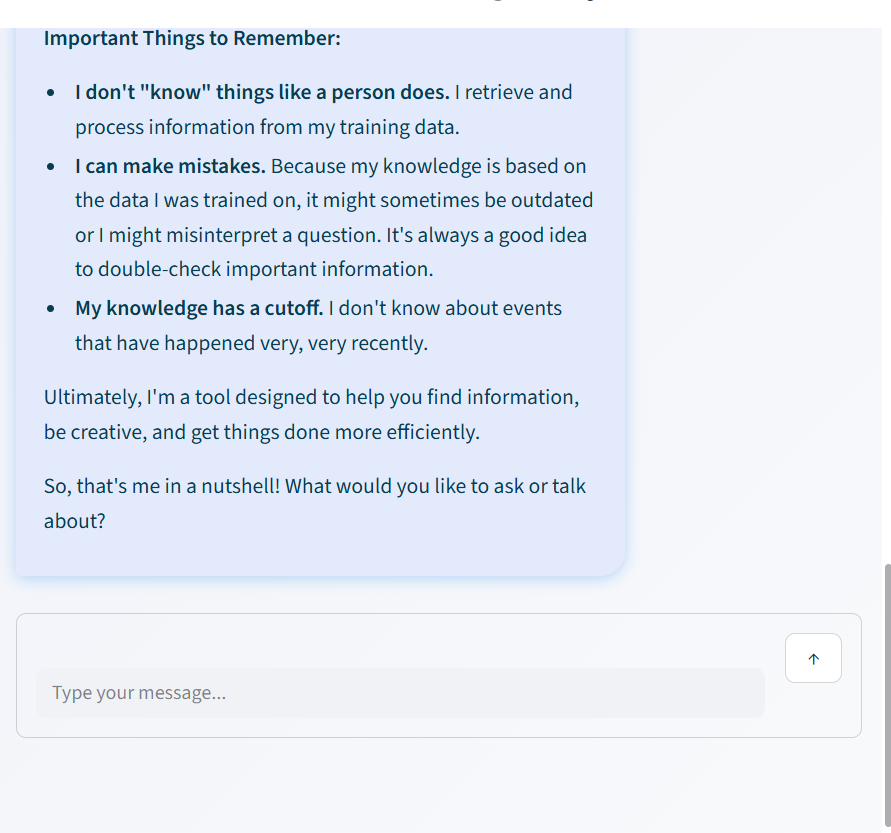 Important Things to Remember:
• I don't "know" things like a person does. I retrieve and
process information from my training data.
• I can make mistakes. Because my knowledge is based on
the data I was trained on, it might sometimes be outdated
or I might misinterpret a question. It's always a good idea
to double-check important information.
• My knowledge has a cutoff. I don't know about events
that have happened very, very recently.
Ultimately, I'm a tool designed to help you find information,
be creative, and get things done more efficiently.
So, that's me in a nutshell! What would you like to ask or talk
about?
↑
Type your message...